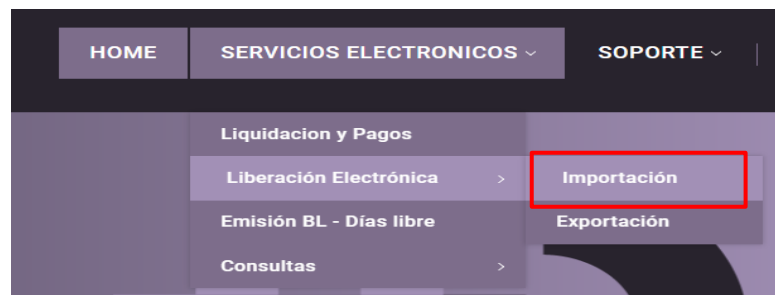 HOME SERVICIOS ELECTRONICOS SOPORTE
Liquidacion y Pagos
Liberación Electrónica > Importación
Emisión BL - Días libre Exportación
Consultas >